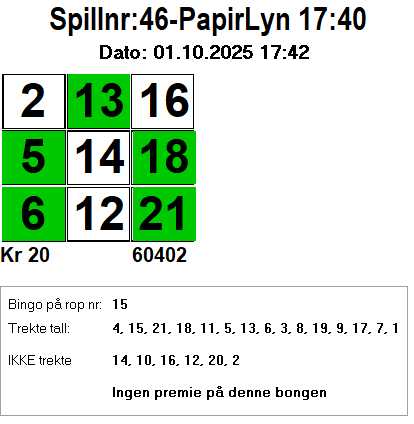 Spillnr:46-PapirLyn 17:40
Dato: 01.10.2025 17:42
2 13 16
5 14 18
6 12 21
Kr 20 60402
Bingo på rop nr: 15
Trekte tall: 4, 15, 21, 18, 11, 5, 13, 6, 3, 8, 19, 9, 17, 7, 1
IKKE trekte 14, 10, 16, 12, 20, 2
Ingen premie på denne bongen